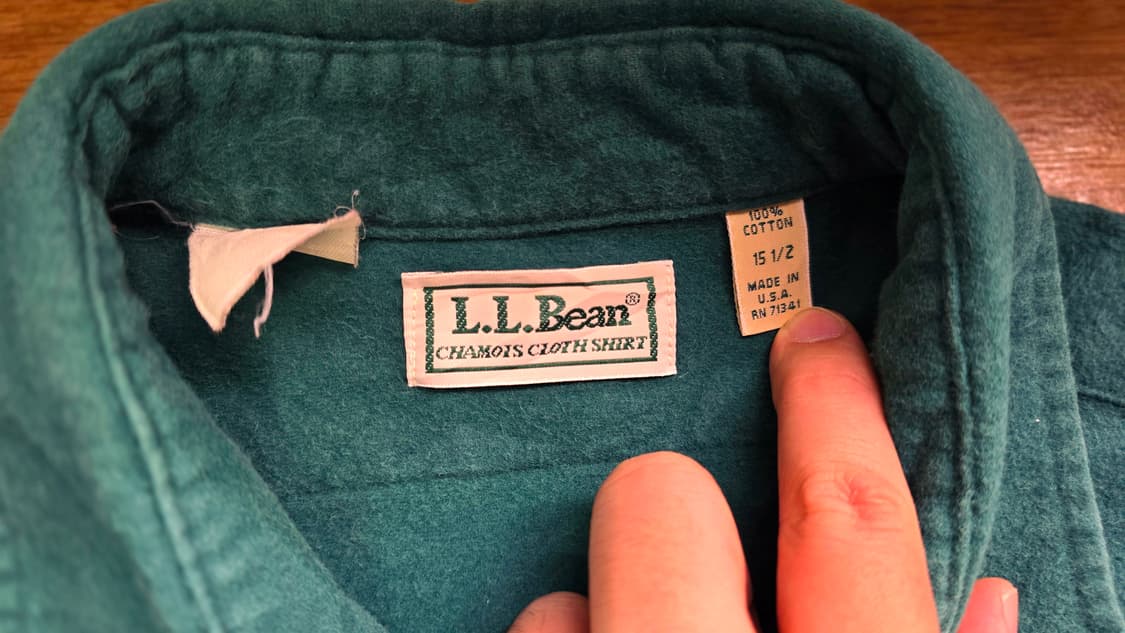 L.L.Bean®
CHAMOIS CLOTH SHIRT
100%
COTTON
15 1/2
MADE IN
U.S.A.
RN 71341